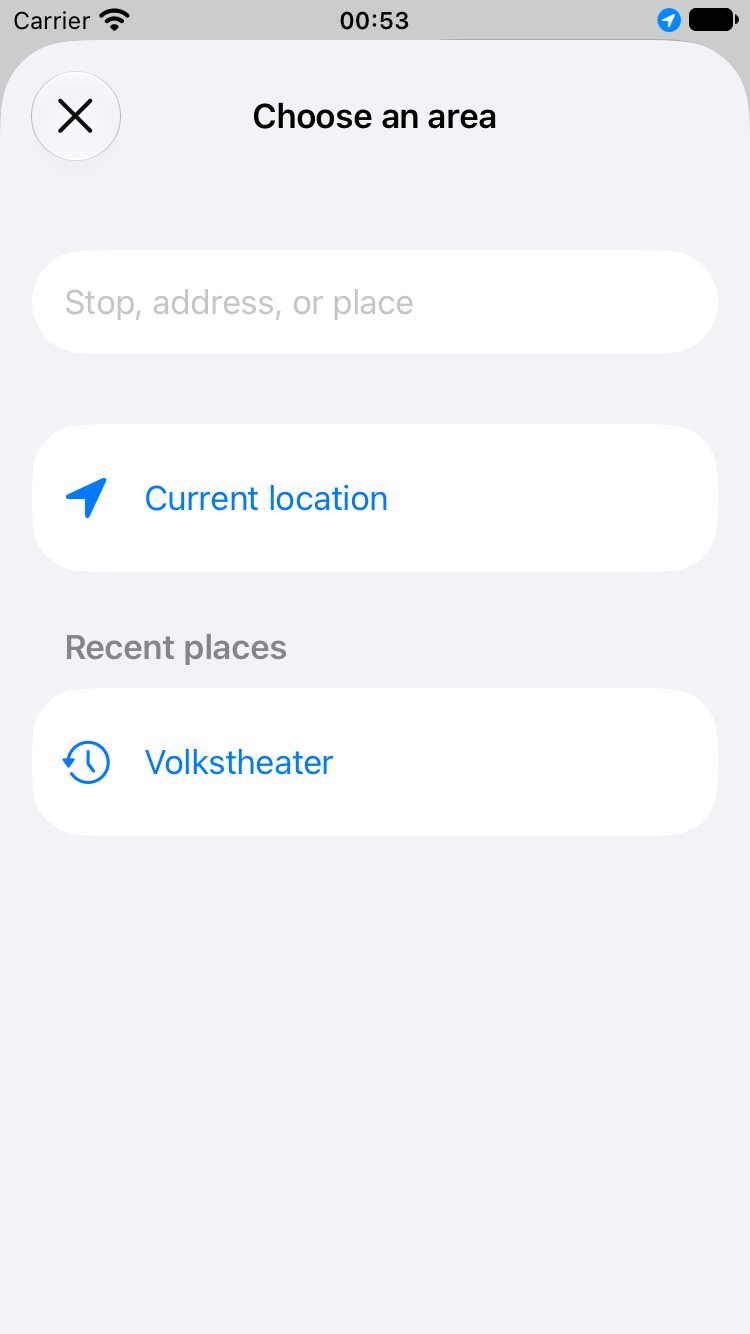 Carrier 00:53
Choose an area
Stop, address, or place
Current location
Recent places
Volkstheater